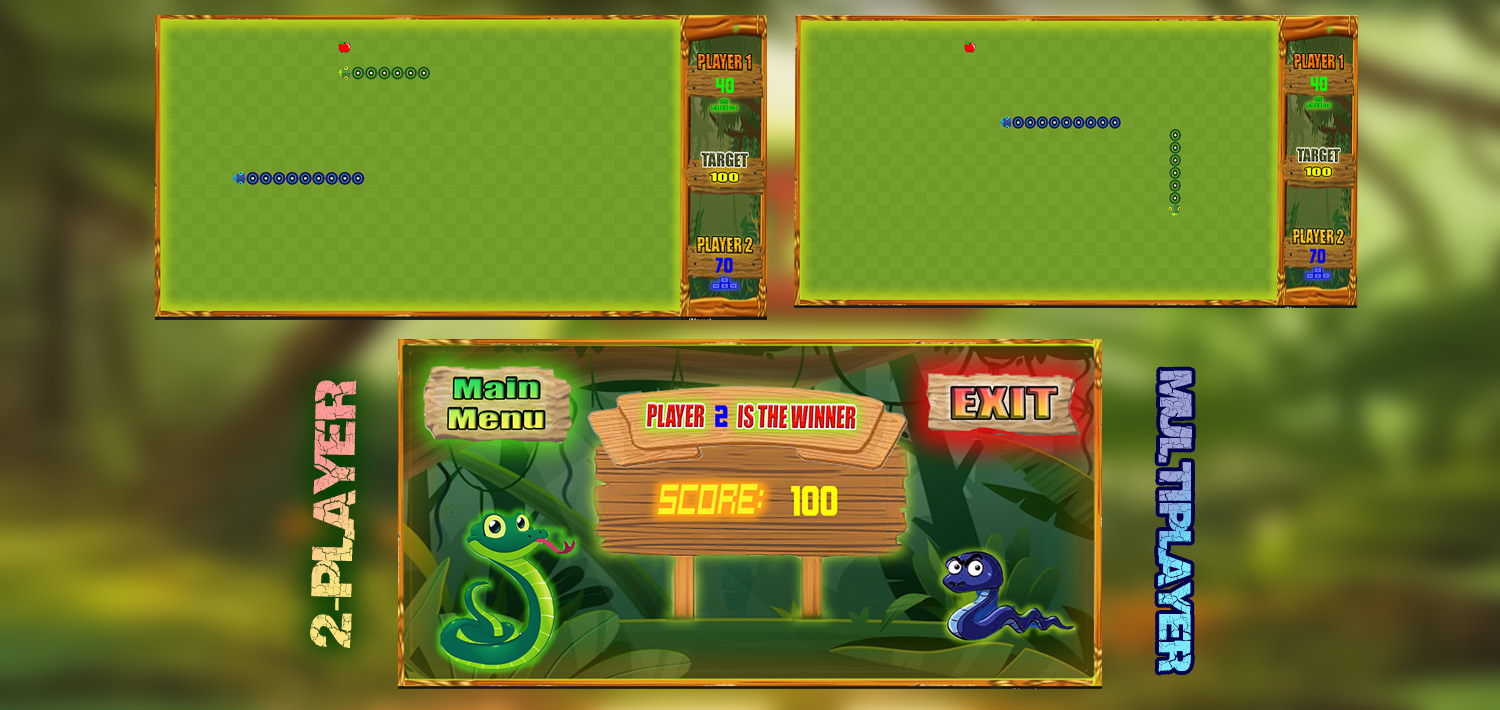 PLAYER 1
40
TARGET
100
PLAYER 2
70
PLAYER 1
40
TARGET
100
PLAYER 2
70
2-PLAYER
Main
Menu
PLAYER 2 IS THE WINNER
SCORE: 100
EXIT
MULTIPLAYER